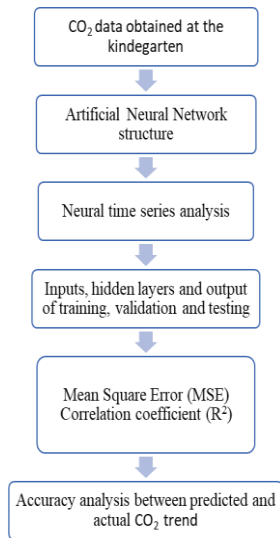 CO₂ data obtained at the
kindegarten
Artificial Neural Network
structure
Neural time series analysis
Inputs, hidden layers and output
of training, validation and testing
Mean Square Error (MSE)
Correlation coefficient (R²)
Accuracy analysis between predicted and
actual CO₂ trend